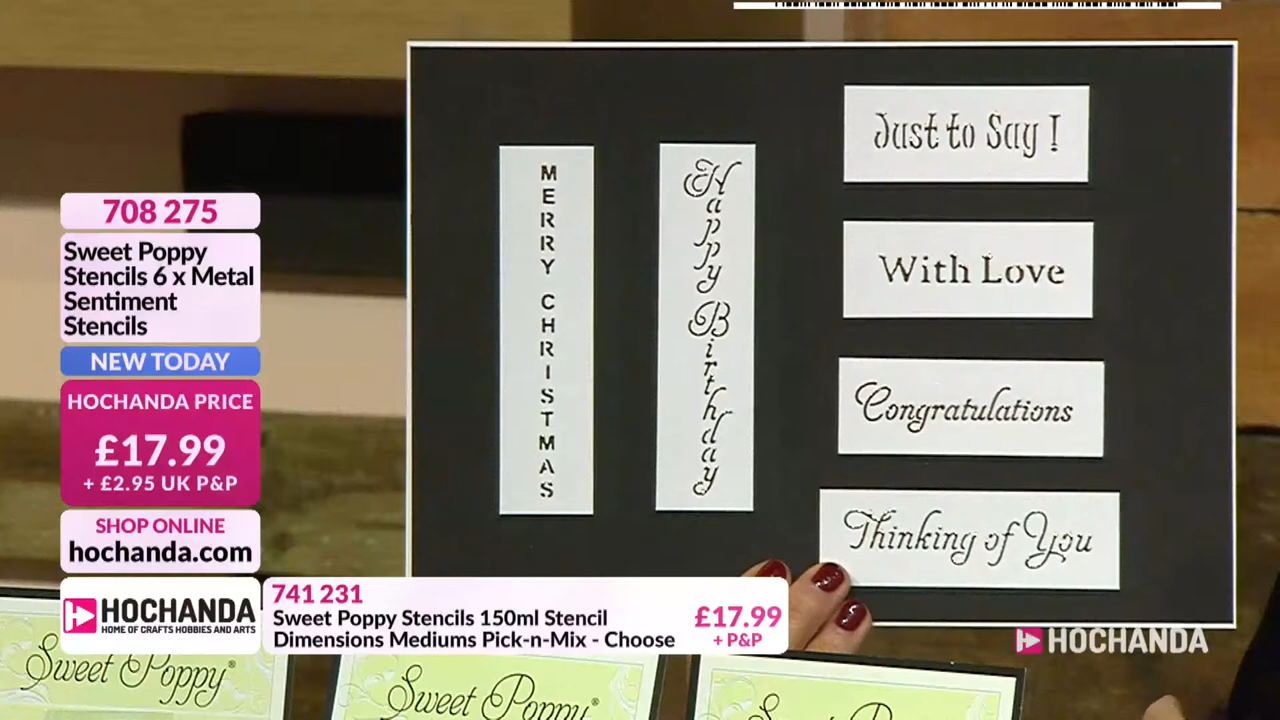 708 275
Sweet Poppy
Stencils 6 x Metal
Sentiment
Stencils
NEW TODAY
HOCHANDA PRICE
£17.99
+ £2.95 UK P&P
SHOP ONLINE
hochanda.com
HOCHANDA
HOME OF CRAFTS HOBBIES AND ARTS
741 231
Sweet Poppy Stencils 150ml Stencil
Dimensions Mediums Pick-n-Mix - Choose
£17.99
+ P&P
MERRY CHRISTMAS
Happy Birthday
Just to Say !
With Love
Congratulations
Thinking of You
HOCHANDA
Sweet Poppy®
Sweet Poppy®
Sweet